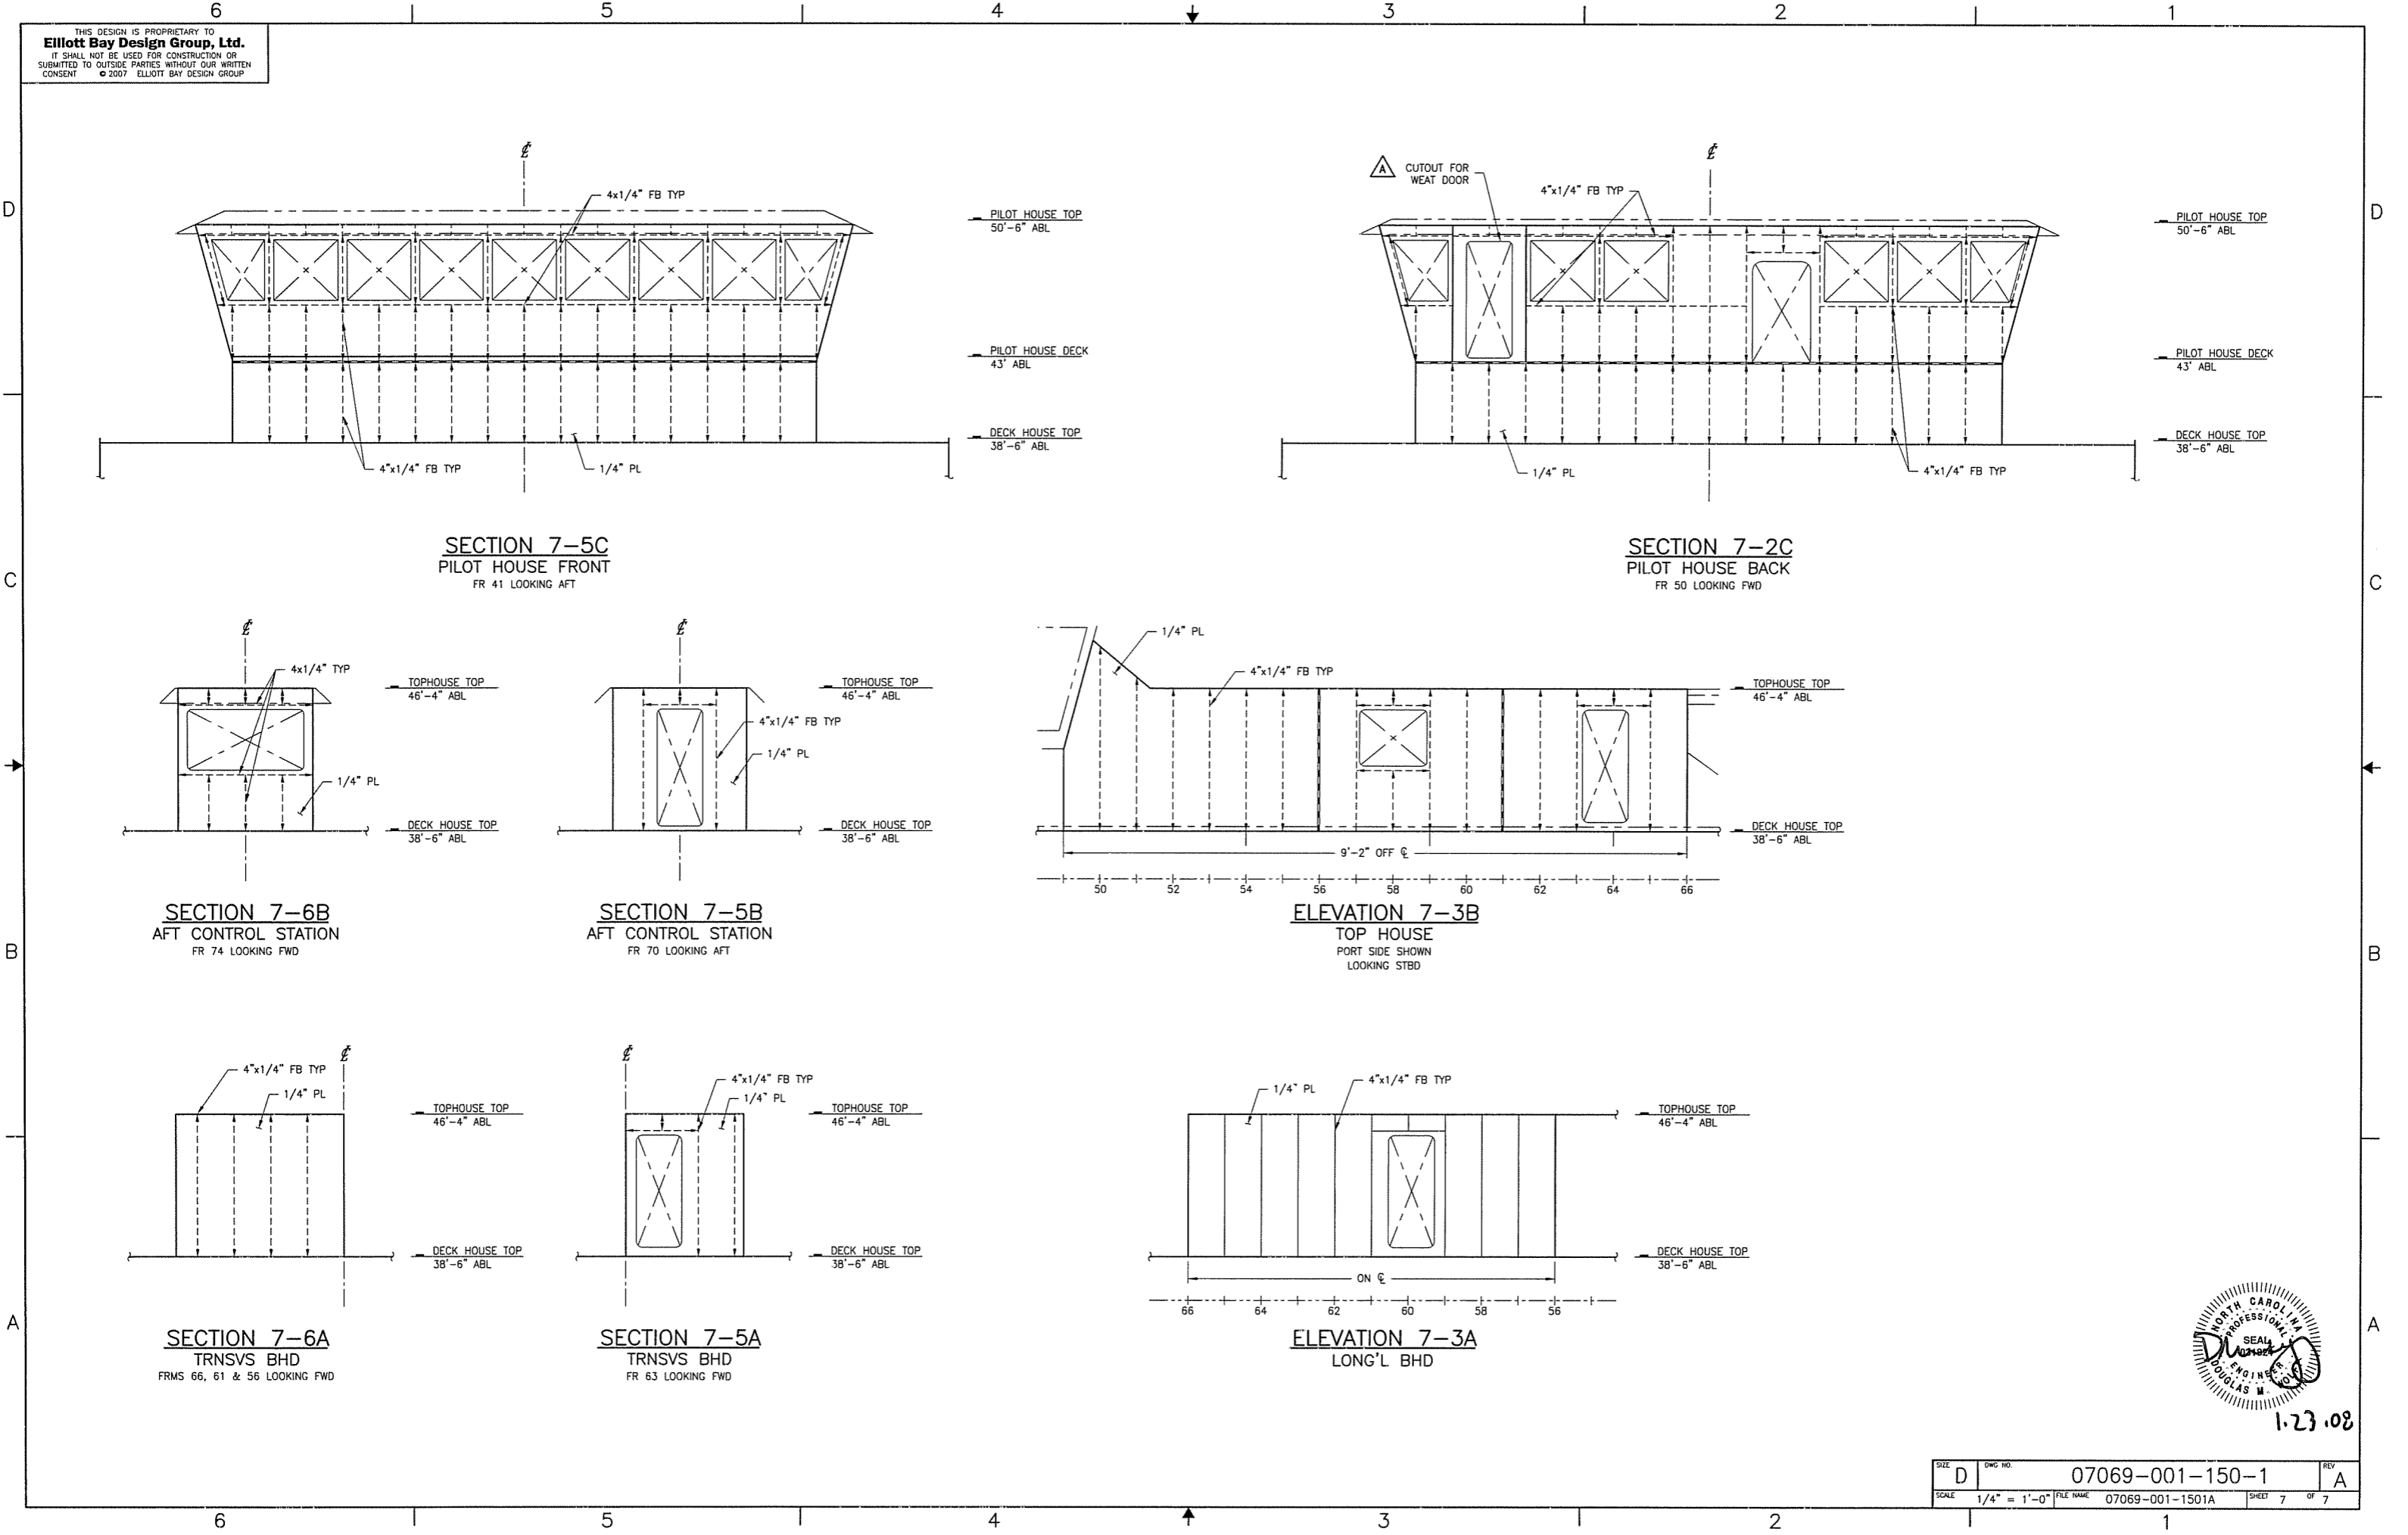 6 5 4 3 2 1
THIS DESIGN IS PROPRIETARY TO
Elliott Bay Design Group, Ltd.
IT SHALL NOT BE USED FOR CONSTRUCTION OR
SUBMITTED TO OUTSIDE PARTIES WITHOUT OUR WRITTEN
CONSENT © 2007 ELLIOTT BAY DESIGN GROUP
D
D
℄
4x1/4" FB TYP
PILOT HOUSE TOP
50'-6" ABL
PILOT HOUSE DECK
43' ABL
DECK HOUSE TOP
38'-6" ABL
4"x1/4" FB TYP
1/4" PL
SECTION 7-5C
PILOT HOUSE FRONT
FR 41 LOOKING AFT
℄
A
CUTOUT FOR
WEAT DOOR
4"x1/4" FB TYP
PILOT HOUSE TOP
50'-6" ABL
PILOT HOUSE DECK
43' ABL
DECK HOUSE TOP
38'-6" ABL
1/4" PL
4"x1/4" FB TYP
SECTION 7-2C
PILOT HOUSE BACK
FR 50 LOOKING FWD
C
C
℄
4x1/4" TYP
TOPHOUSE TOP
46'-4" ABL
1/4" PL
DECK HOUSE TOP
38'-6" ABL
SECTION 7-6B
AFT CONTROL STATION
FR 74 LOOKING FWD
℄
TOPHOUSE TOP
46'-4" ABL
4"x1/4" FB TYP
1/4" PL
DECK HOUSE TOP
38'-6" ABL
SECTION 7-5B
AFT CONTROL STATION
FR 70 LOOKING AFT
1/4" PL
4"x1/4" FB TYP
TOPHOUSE TOP
46'-4" ABL
DECK HOUSE TOP
38'-6" ABL
9'-2" OFF ℄
50 52 54 56 58 60 62 64 66
ELEVATION 7-3B
TOP HOUSE
PORT SIDE SHOWN
LOOKING STBD
B
B
℄
4"x1/4" FB TYP
1/4" PL
TOPHOUSE TOP
46'-4" ABL
DECK HOUSE TOP
38'-6" ABL
SECTION 7-6A
TRNSVS BHD
FRMS 66, 61 & 56 LOOKING FWD
℄
4"x1/4" FB TYP
1/4" PL
TOPHOUSE TOP
46'-4" ABL
DECK HOUSE TOP
38'-6" ABL
SECTION 7-5A
TRNSVS BHD
FR 63 LOOKING FWD
1/4" PL
4"x1/4" FB TYP
TOPHOUSE TOP
46'-4" ABL
DECK HOUSE TOP
38'-6" ABL
ON ℄
66 64 62 60 58 56
ELEVATION 7-3A
LONG'L BHD
A
A
NORTH CAROLINA
PROFESSIONAL
SEAL
ENGINEER
DOUGLAS M.
1.23.08
SIZE D DWG NO. 07069-001-150-1 REV A
SCALE 1/4" = 1'-0" FILE NAME 07069-001-1501A SHEET 7 OF 7
6 5 4 3 2 1